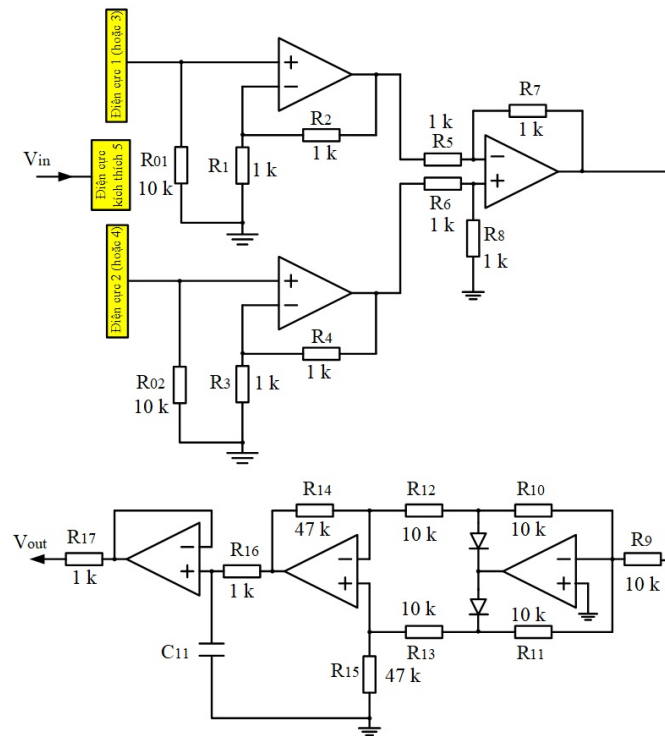 Điện cực 1 (hoặc 3)
+
−
R2
1 k
R01
10 k
R1
1 k
Vin
Điện cực
kích thích 5
1 k
R5
R7
1 k
−
+
R6
1 k
R8
1 k
Điện cực 2 (hoặc 4)
+
−
R4
1 k
R02
10 k
R3
1 k
Vout
R17
1 k
−
+
R16
1 k
C11
R14
47 k
−
+
R15
47 k
R12
10 k
10 k
R13
R10
10 k
10 k
R11
−
+
R9
10 k